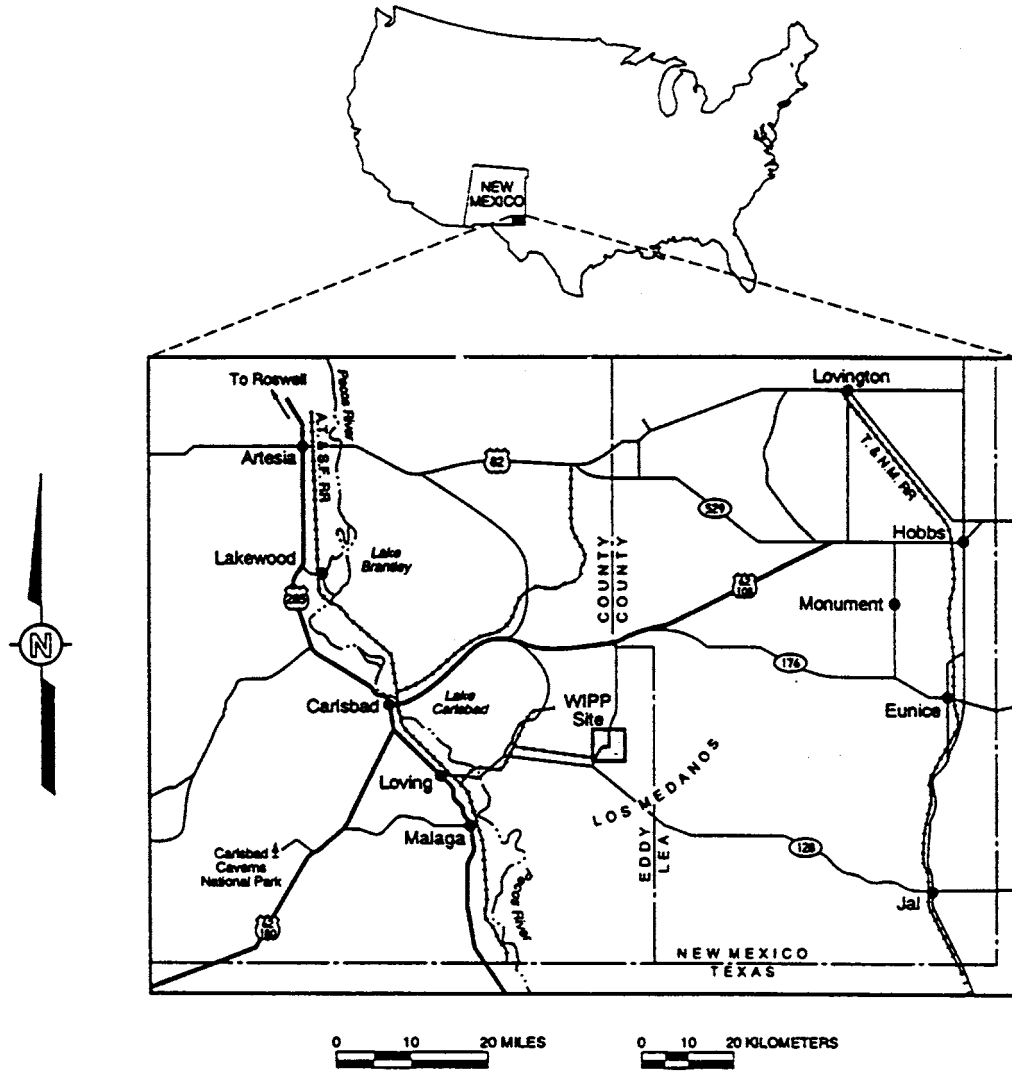 NEW
MEXICO
To Roswell
Pecos River
A.T. & S.F. RR
Artesia
82
Lovington
T. & N.M. RR
529
Hobbs
Lakewood
Lake
Brantley
285
COUNTY
COUNTY
62
Monument
176
Carlsbad
Lake
Carlsbad
WIPP
Site
Eunice
LOS MEDANOS
Loving
Malaga
EDDY
LEA
128
Carlsbad
Caverns
National Park
Pecos River
Jal
62
180
NEW MEXICO
TEXAS
N
0 10 20 MILES
0 10 20 KILOMETERS